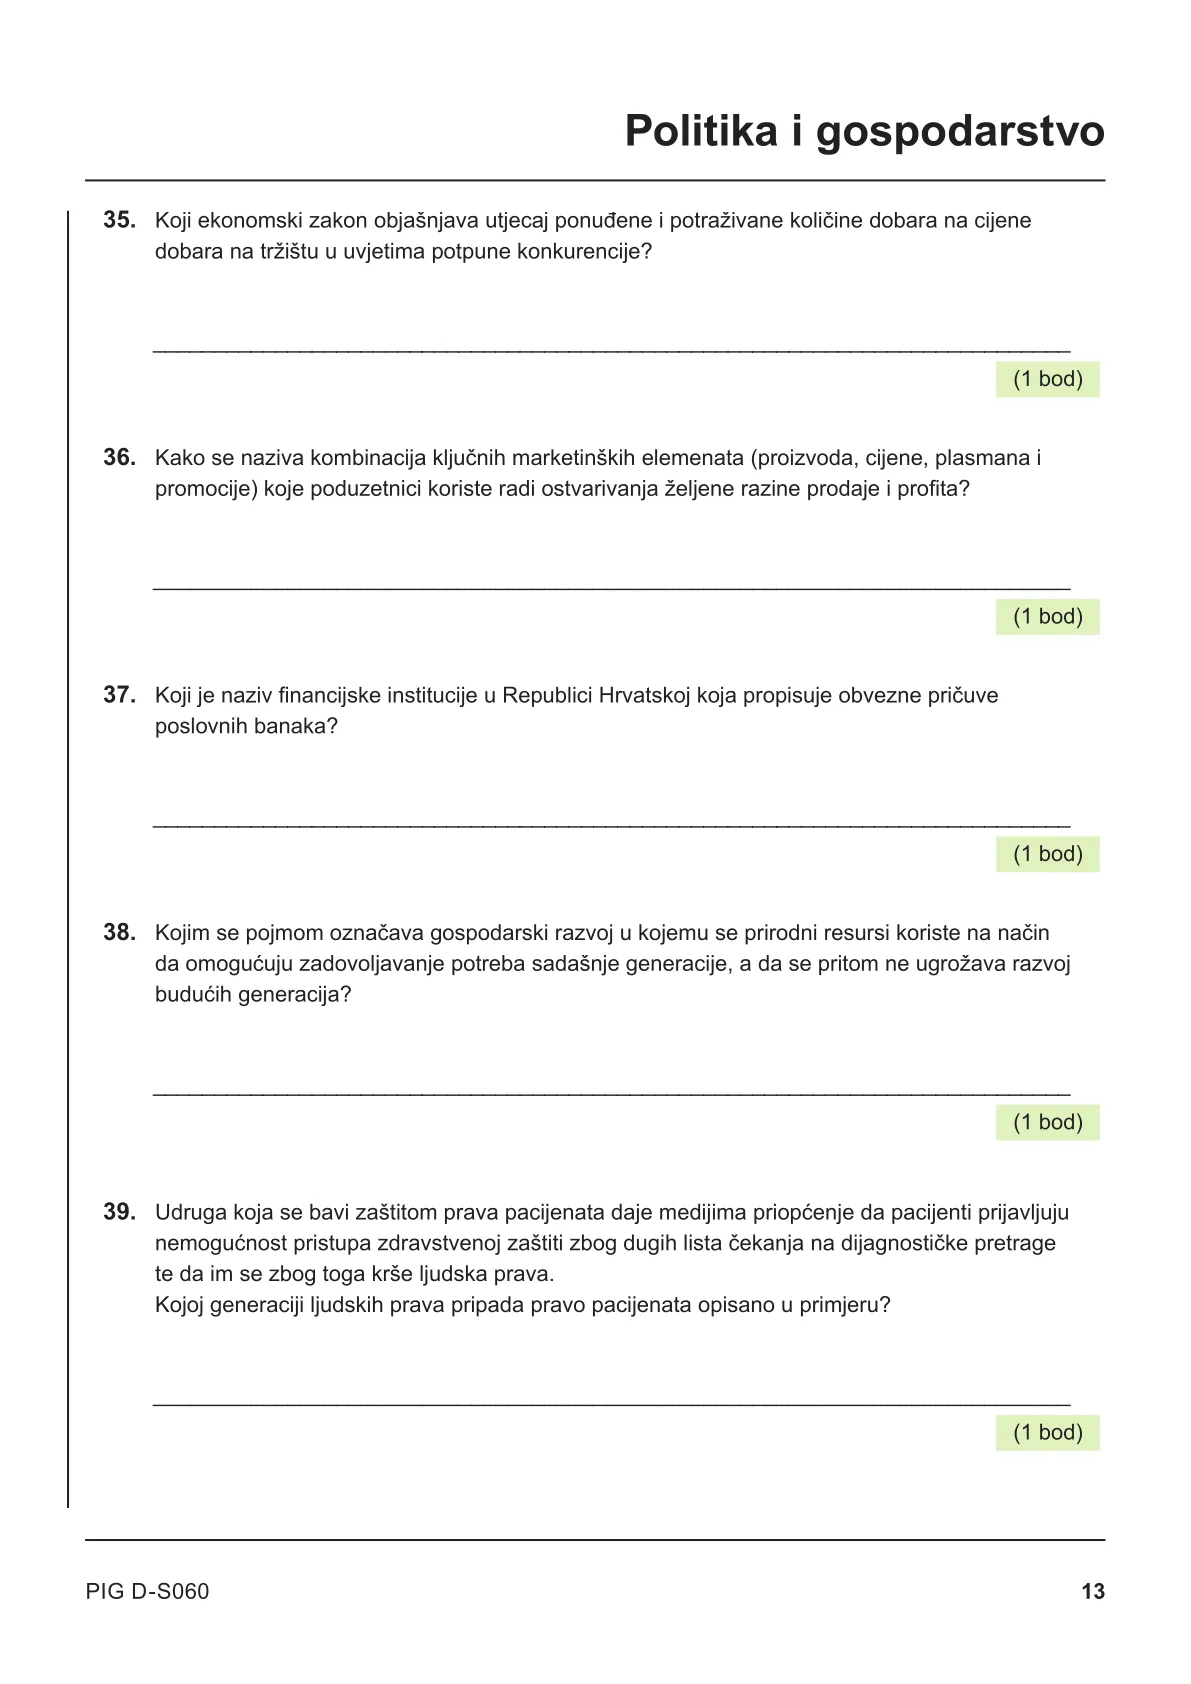 Politika i gospodarstvo
35. Koji ekonomski zakon objašnjava utjecaj ponuđene i potraživane količine dobara na cijene
dobara na tržištu u uvjetima potpune konkurencije?
(1 bod)
36. Kako se naziva kombinacija ključnih marketinških elemenata (proizvoda, cijene, plasmana i
promocije) koje poduzetnici koriste radi ostvarivanja željene razine prodaje i profita?
(1 bod)
37. Koji je naziv financijske institucije u Republici Hrvatskoj koja propisuje obvezne pričuve
poslovnih banaka?
(1 bod)
38. Kojim se pojmom označava gospodarski razvoj u kojemu se prirodni resursi koriste na način
da omogućuju zadovoljavanje potreba sadašnje generacije, a da se pritom ne ugrožava razvoj
budućih generacija?
(1 bod)
39. Udruga koja se bavi zaštitom prava pacijenata daje medijima priopćenje da pacijenti prijavljuju
nemogućnost pristupa zdravstvenoj zaštiti zbog dugih lista čekanja na dijagnostičke pretrage
te da im se zbog toga krše ljudska prava.
Kojoj generaciji ljudskih prava pripada pravo pacijenata opisano u primjeru?
(1 bod)
PIG D-S060
13